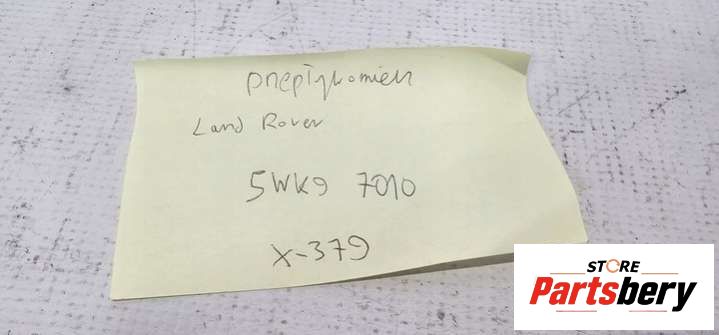 Land Rover
5WK9 7010
X-379
STORE
Partsbery